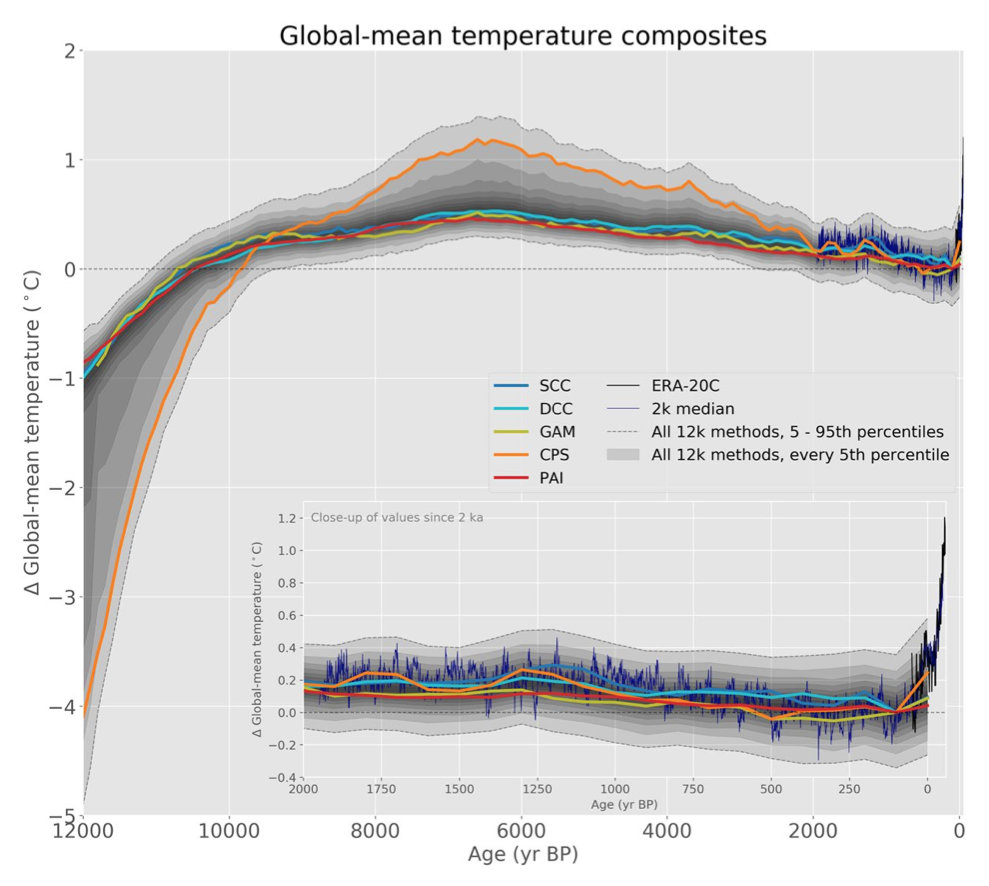 Global-mean temperature composites
2
1
0
−1
−2
−3
−4
−5
Δ Global-mean temperature (°C)
SCC
DCC
GAM
CPS
PAI
ERA-20C
2k median
All 12k methods, 5 - 95th percentiles
All 12k methods, every 5th percentile
Close-up of values since 2 ka
1.2
1.0
0.8
0.6
0.4
0.2
0.0
−0.2
−0.4
Δ Global-mean temperature (°C)
2000 1750 1500 1250 1000 750 500 250 0
Age (yr BP)
12000 10000 8000 6000 4000 2000 0
Age (yr BP)